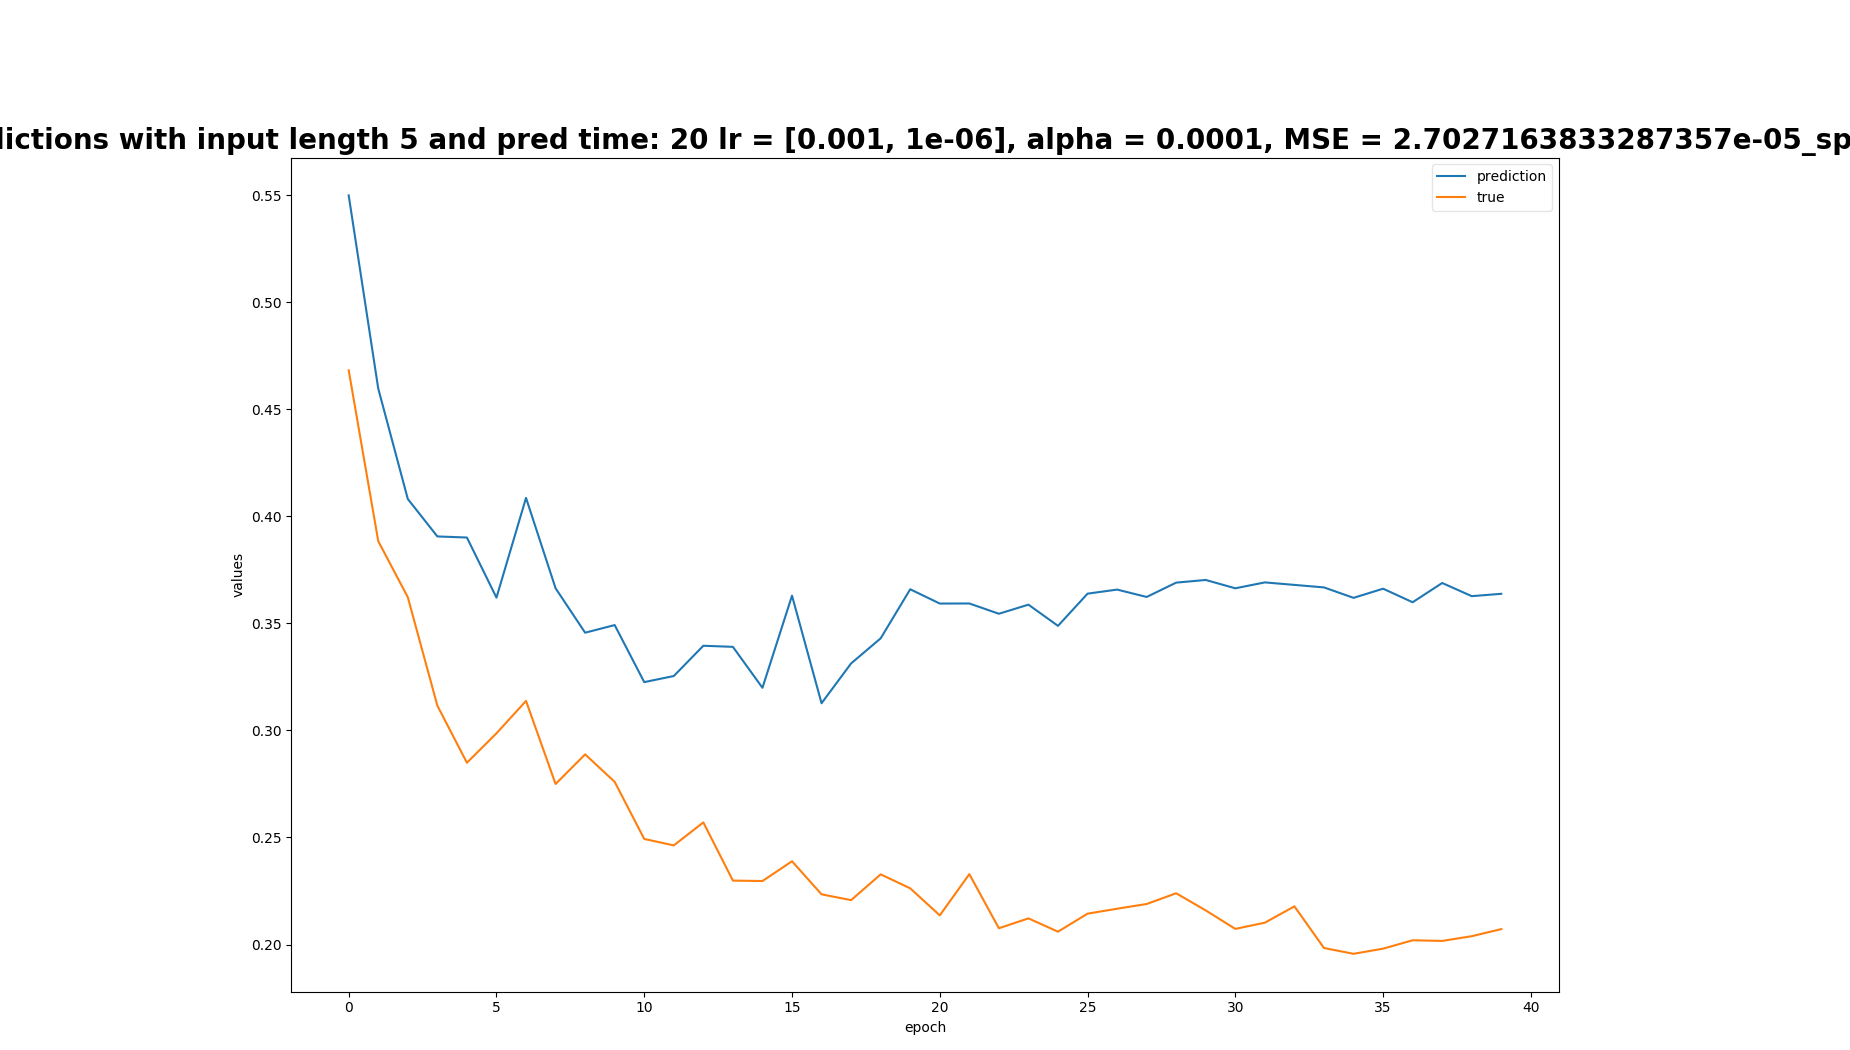 lictions with input length 5 and pred time: 20 lr = [0.001, 1e-06], alpha = 0.0001, MSE = 2.7027163833287357e-05_sp
prediction
true
0.55
0.50
0.45
0.40
0.35
0.30
0.25
0.20
values
0 5 10 15 20 25 30 35 40
epoch